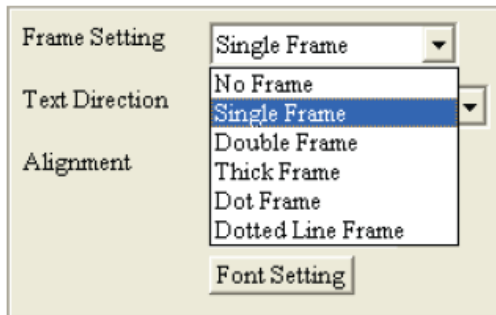 Frame Setting Single Frame
No Frame
Text Direction Single Frame
Double Frame
Alignment Thick Frame
Dot Frame
Dotted Line Frame
Font Setting